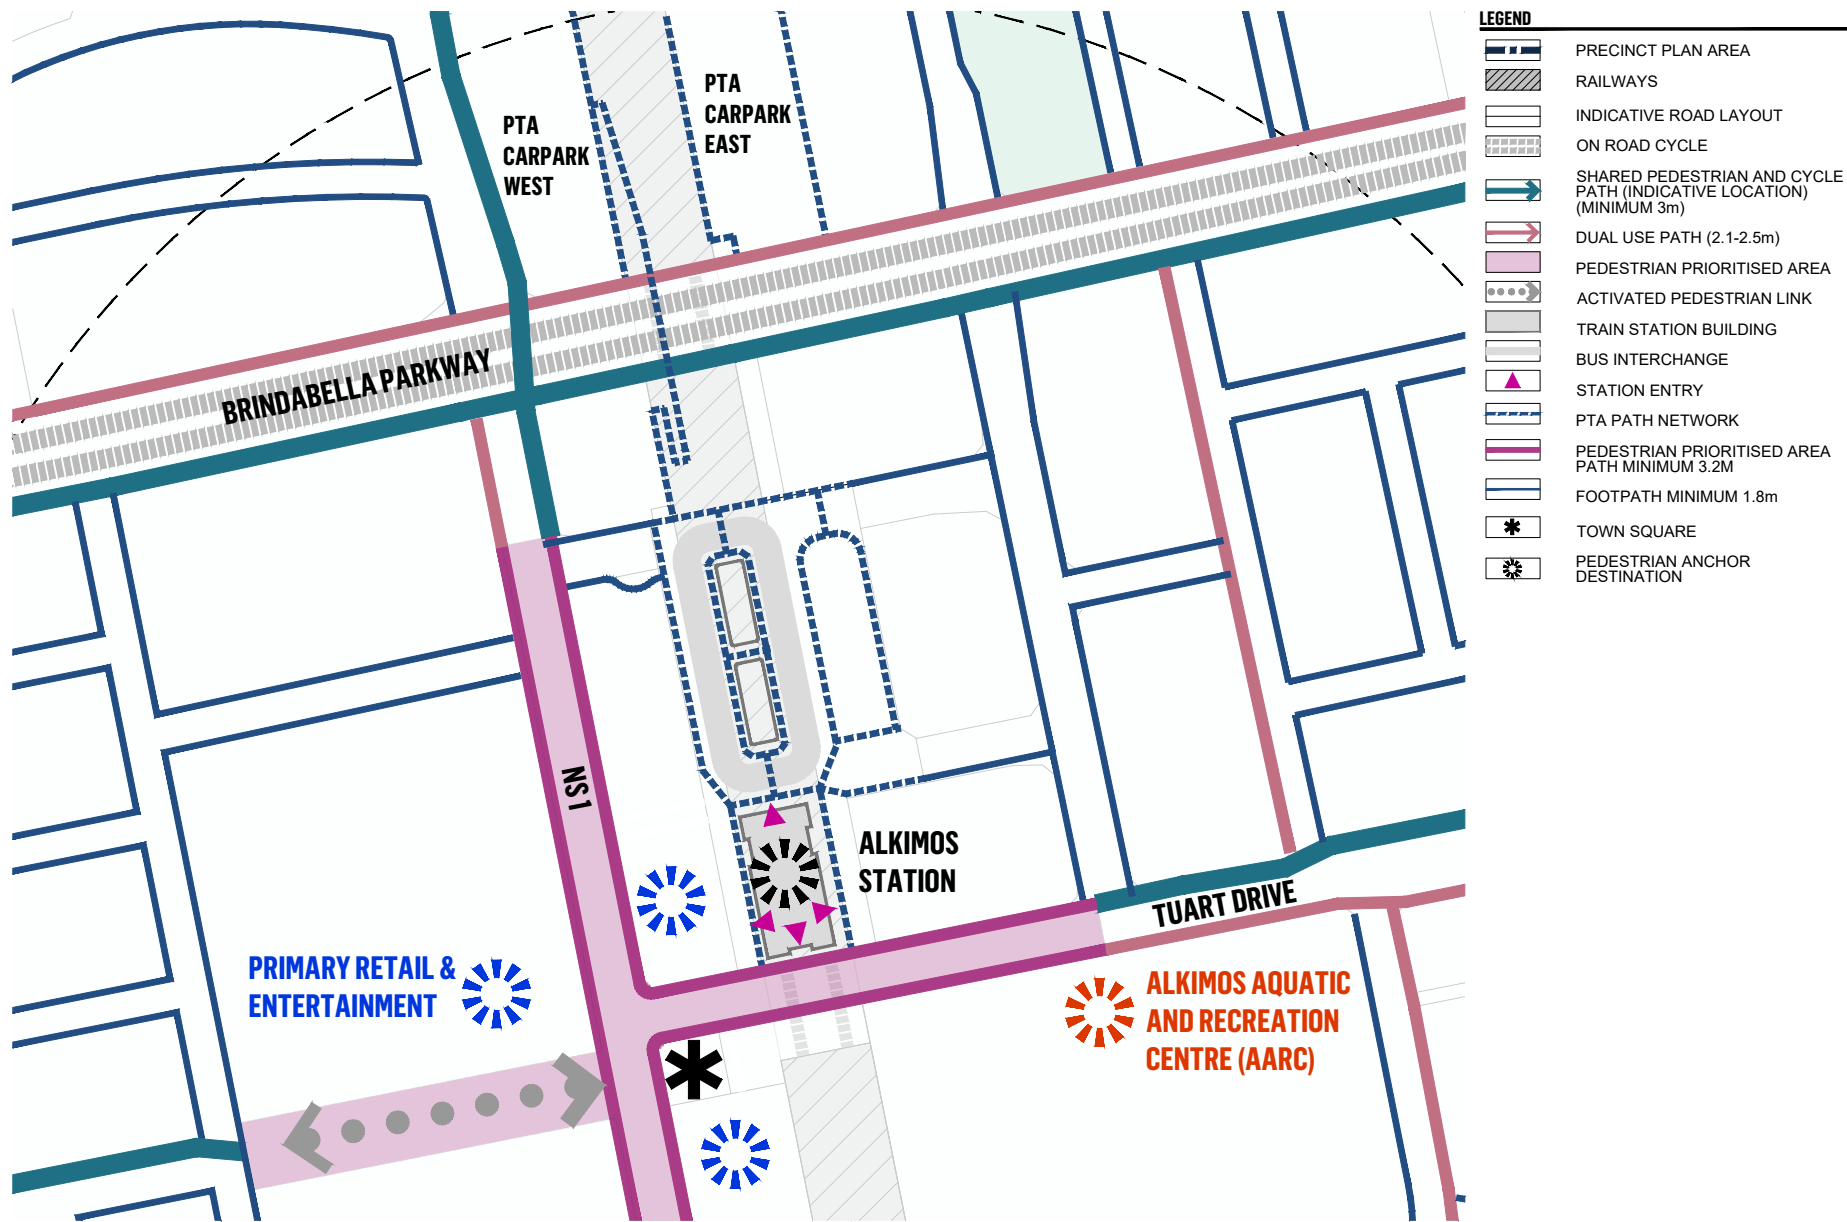 PTA
CARPARK
WEST
PTA
CARPARK
EAST
BRINDABELLA PARKWAY
NS 1
ALKIMOS
STATION
TUART DRIVE
PRIMARY RETAIL &
ENTERTAINMENT
ALKIMOS AQUATIC
AND RECREATION
CENTRE (AARC)
LEGEND
PRECINCT PLAN AREA
RAILWAYS
INDICATIVE ROAD LAYOUT
ON ROAD CYCLE
SHARED PEDESTRIAN AND CYCLE
PATH (INDICATIVE LOCATION)
(MINIMUM 3m)
DUAL USE PATH (2.1-2.5m)
PEDESTRIAN PRIORITISED AREA
ACTIVATED PEDESTRIAN LINK
TRAIN STATION BUILDING
BUS INTERCHANGE
STATION ENTRY
PTA PATH NETWORK
PEDESTRIAN PRIORITISED AREA
PATH MINIMUM 3.2M
FOOTPATH MINIMUM 1.8m
TOWN SQUARE
PEDESTRIAN ANCHOR
DESTINATION